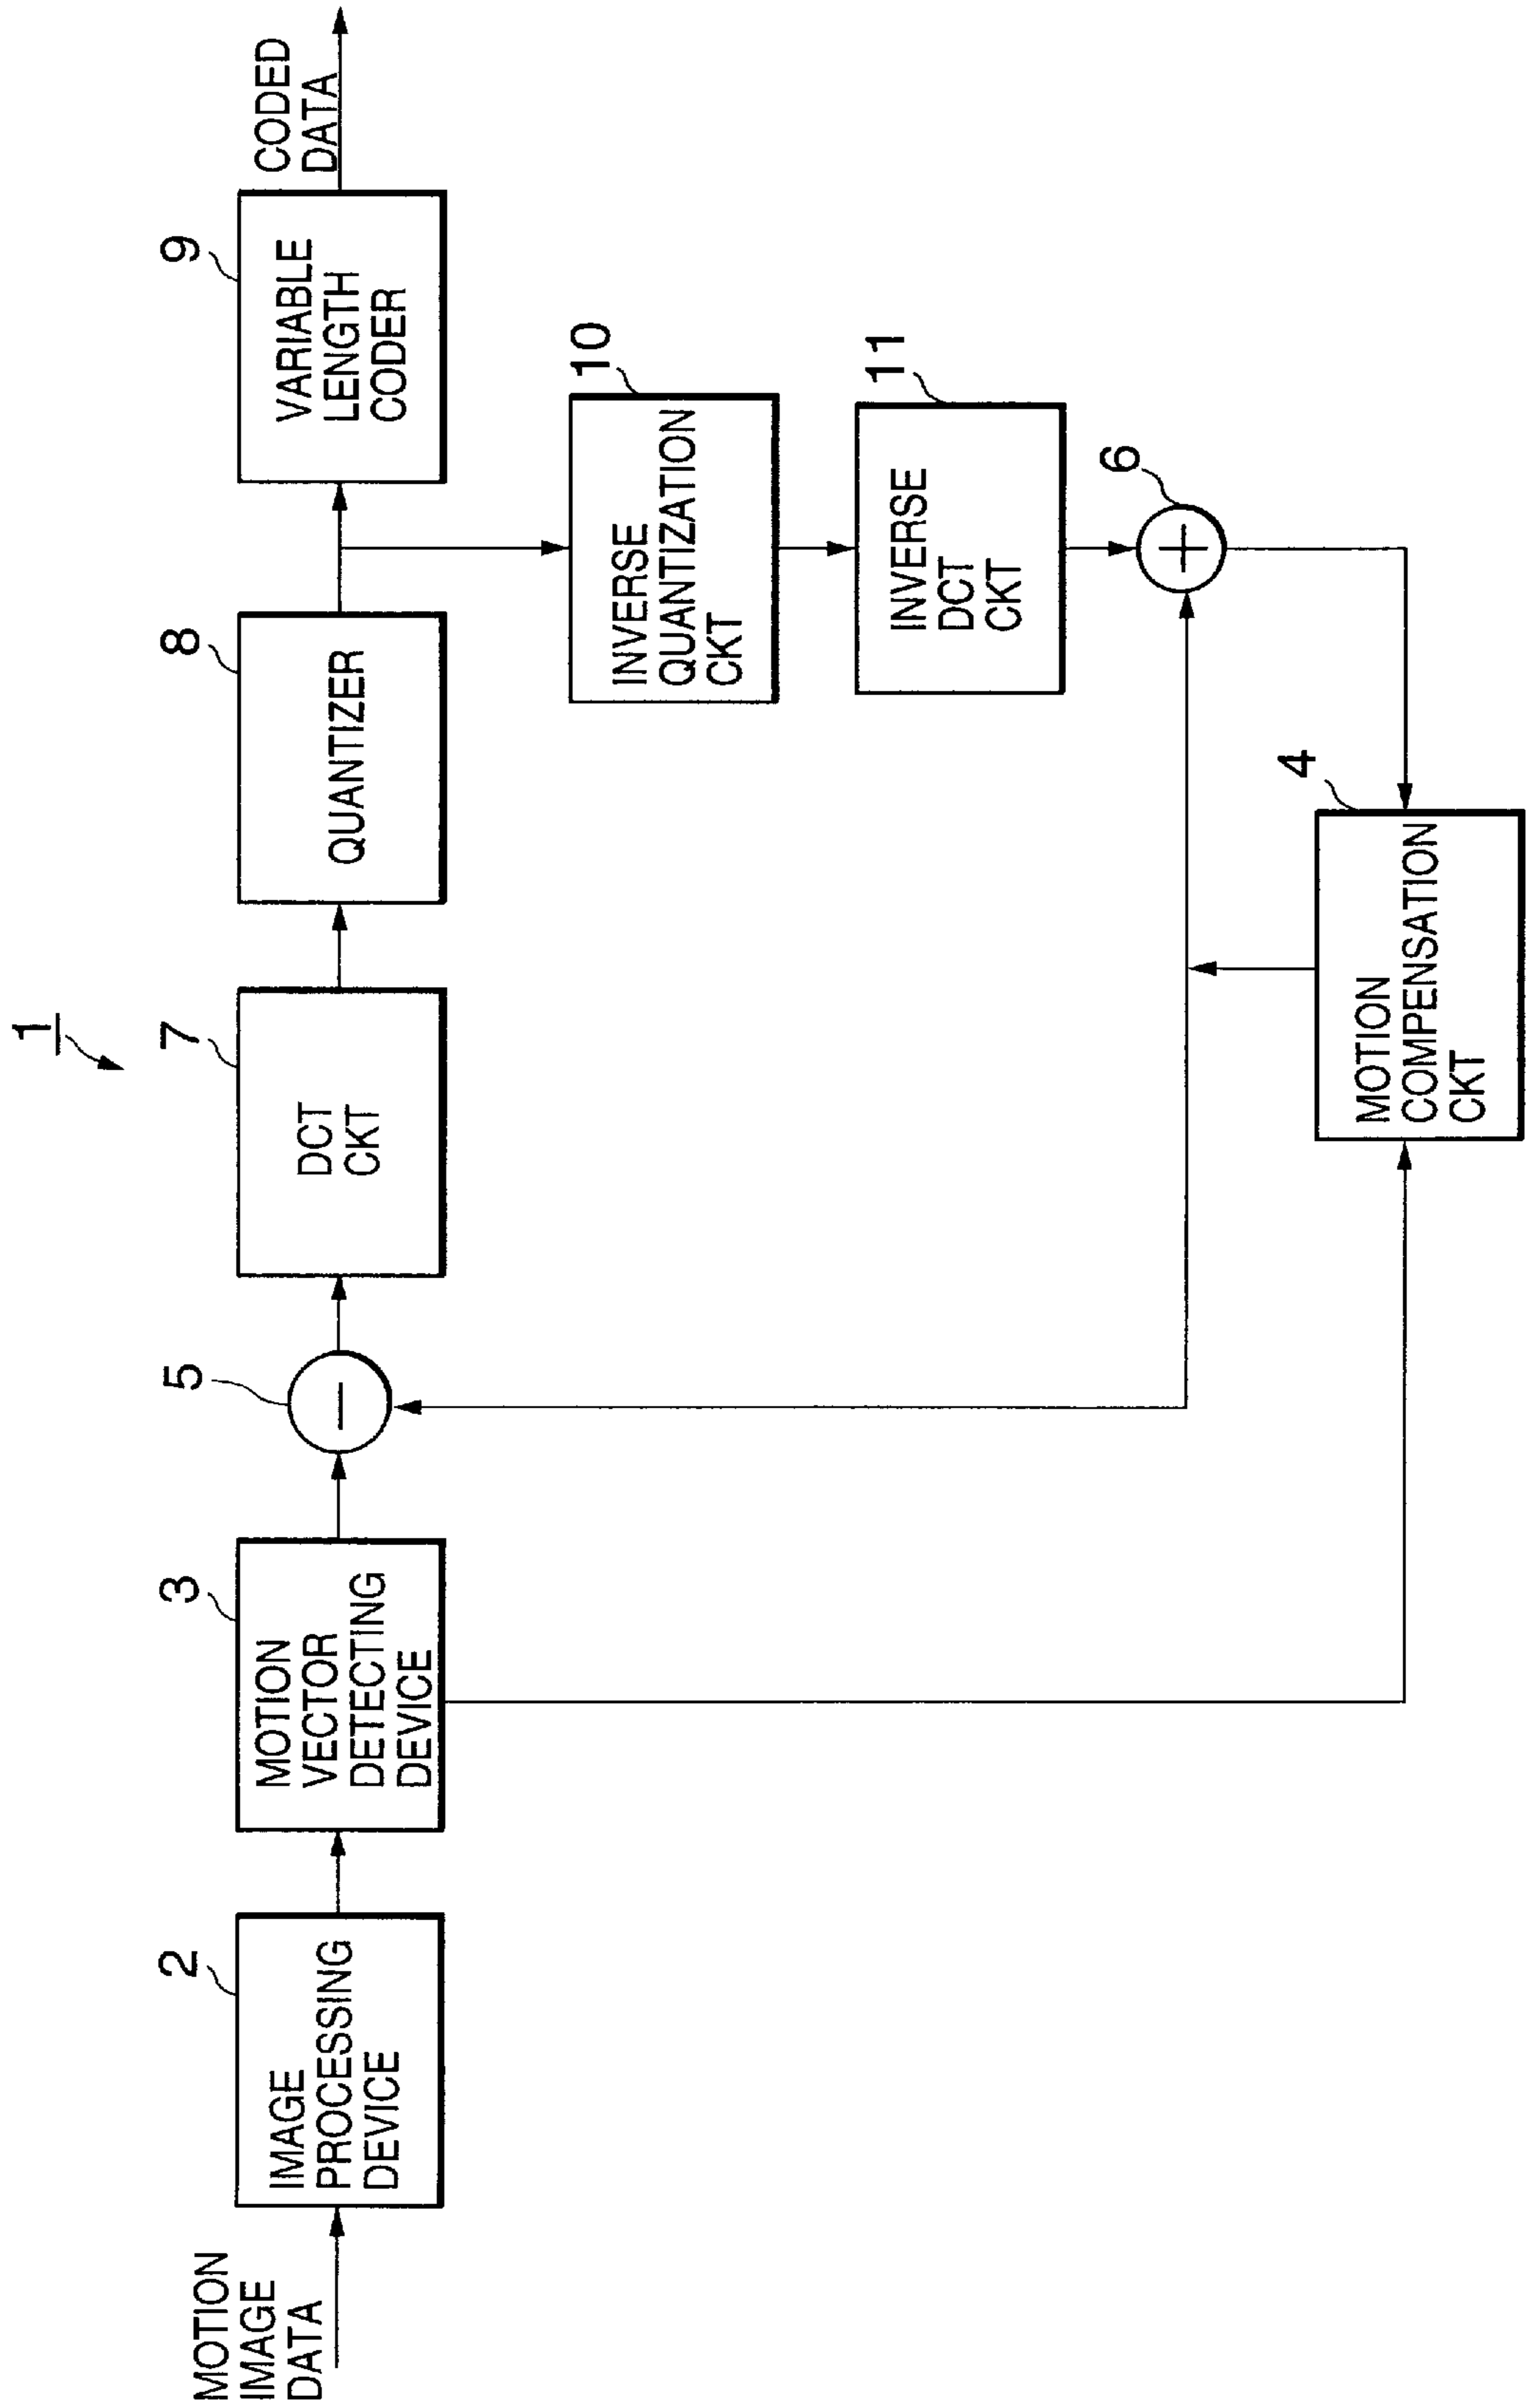 1
MOTION
IMAGE
DATA
2
IMAGE
PROCESSING
DEVICE
3
MOTION
VECTOR
DETECTING
DEVICE
5
−
7
DCT
CKT
8
QUANTIZER
9
VARIABLE
LENGTH
CODER
CODED
DATA
10
INVERSE
QUANTIZATION
CKT
11
INVERSE
DCT
CKT
6
+
4
MOTION
COMPENSATION
CKT